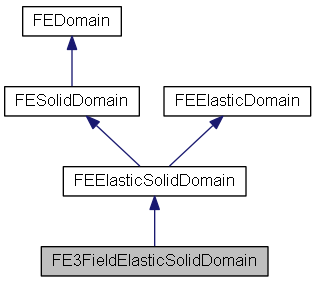 FEDomain
FESolidDomain
FEElasticDomain
FEElasticSolidDomain
FE3FieldElasticSolidDomain